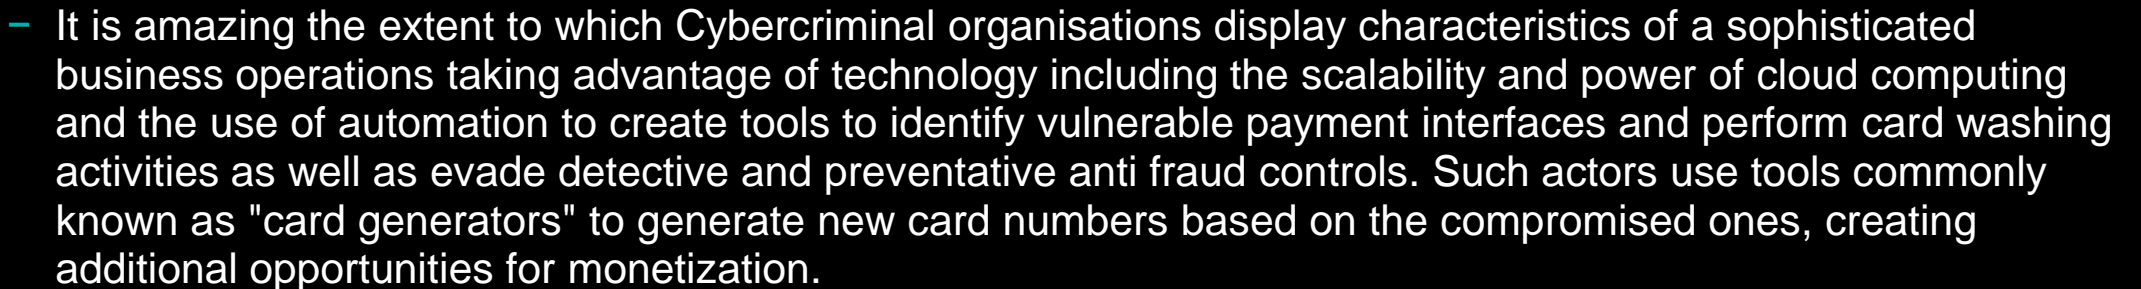 – It is amazing the extent to which Cybercriminal organisations display characteristics of a sophisticated
business operations taking advantage of technology including the scalability and power of cloud computing
and the use of automation to create tools to identify vulnerable payment interfaces and perform card washing
activities as well as evade detective and preventative anti fraud controls. Such actors use tools commonly
known as "card generators" to generate new card numbers based on the compromised ones, creating
additional opportunities for monetization.